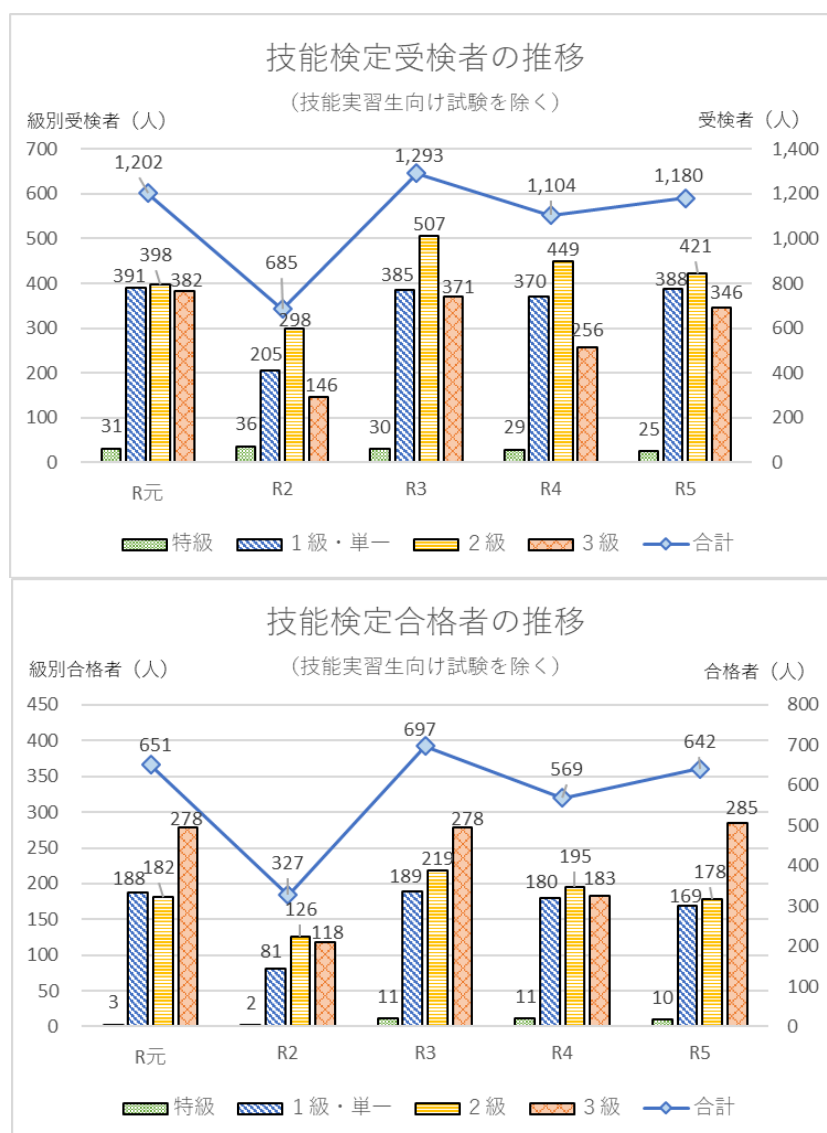 技能検定受検者の推移
(技能実習生向け試験を除く)
級別受検者(人) 受検者(人)
700 1,400
600 1,200
500 1,000
400 800
300 600
200 400
100 200
0 0
1,202 685 1,293 1,104 1,180
31 391 398 382
36 205 298 146
30 385 507 371
29 370 449 256
25 388 421 346
R元 R2 R3 R4 R5
特級 1級・単一 2級 3級 合計
技能検定合格者の推移
(技能実習生向け試験を除く)
級別合格者(人) 合格者(人)
450 800
400 700
350 600
300 500
250 400
200 300
150 200
100 100
50 0
0
651 327 697 569 642
3 188 182 278
2 81 126 118
11 189 219 278
11 180 195 183
10 169 178 285
R元 R2 R3 R4 R5
特級 1級・単一 2級 3級 合計